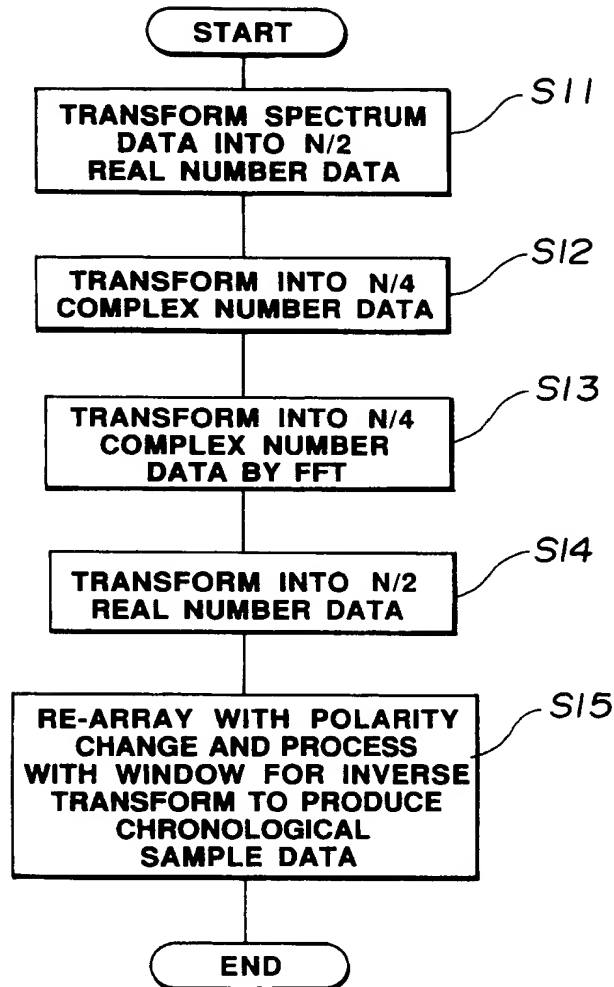 START
TRANSFORM SPECTRUM
DATA INTO N/2
REAL NUMBER DATA
S11
TRANSFORM INTO N/4
COMPLEX NUMBER DATA
S12
TRANSFORM INTO N/4
COMPLEX NUMBER
DATA BY FFT
S13
TRANSFORM INTO N/2
REAL NUMBER DATA
S14
RE-ARRAY WITH POLARITY
CHANGE AND PROCESS
WITH WINDOW FOR INVERSE
TRANSFORM TO PRODUCE
CHRONOLOGICAL
SAMPLE DATA
S15
END